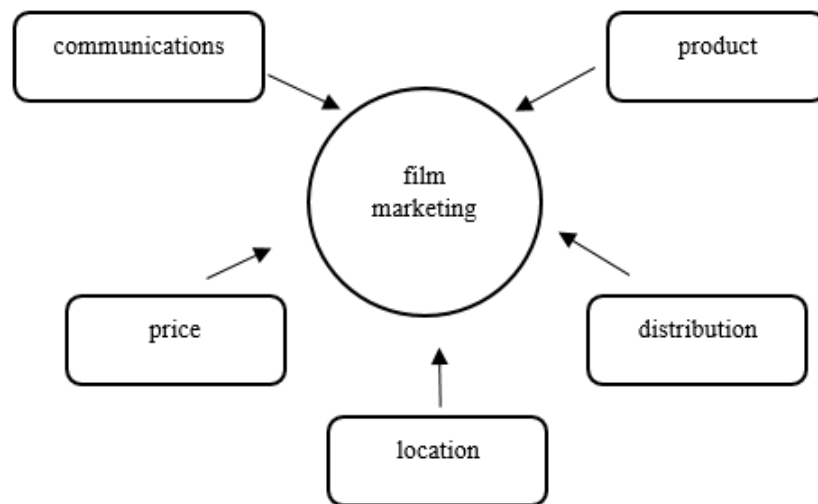 communications
product
film
marketing
price
distribution
location